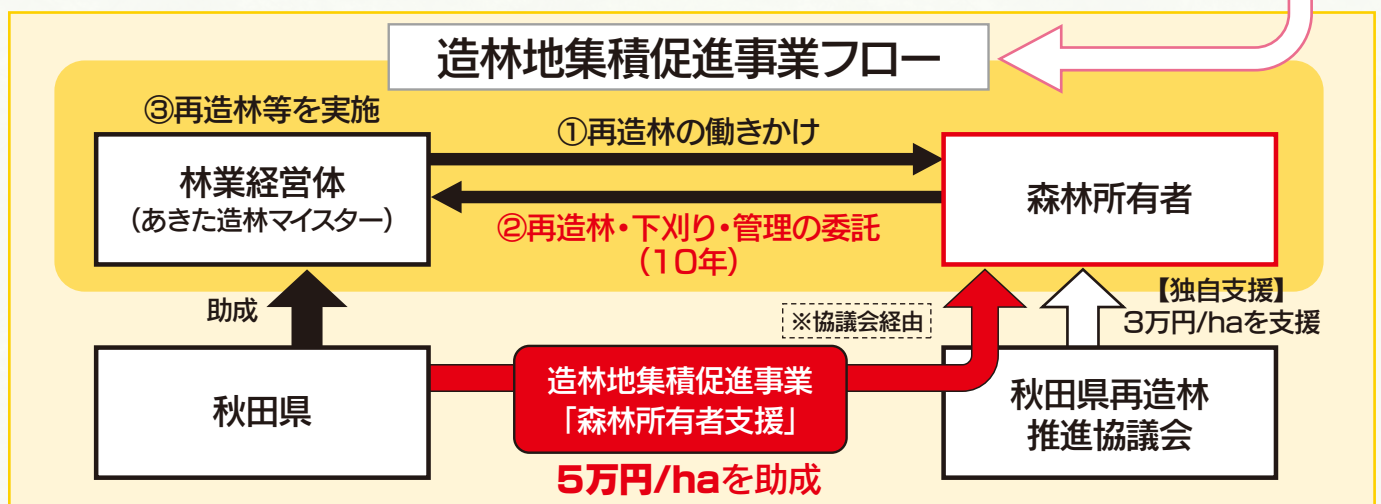 造林地集積促進事業フロー
③再造林等を実施
①再造林の働きかけ
林業経営体
（あきた造林マイスター）
森林所有者
②再造林・下刈り・管理の委託
（10年）
助成
※協議会経由
【独自支援】
3万円/haを支援
秋田県
造林地集積促進事業
「森林所有者支援」
5万円/haを助成
秋田県再造林
推進協議会